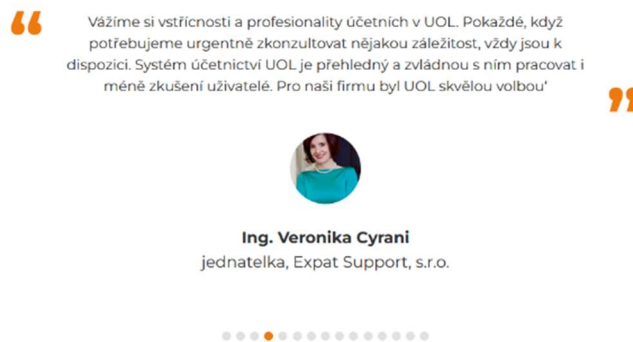 “
Vážíme si vstřícnosti a profesionality účetních v UOL. Pokaždé, když
potřebujeme urgentně zkonzultovat nějakou záležitost, vždy jsou k
dispozici. Systém účetnictví UOL je přehledný a zvládnou s ním pracovat i
méně zkušení uživatelé. Pro naši firmu byl UOL skvělou volbou'
”
Ing. Veronika Cyrani
jednatelka, Expat Support, s.r.o.